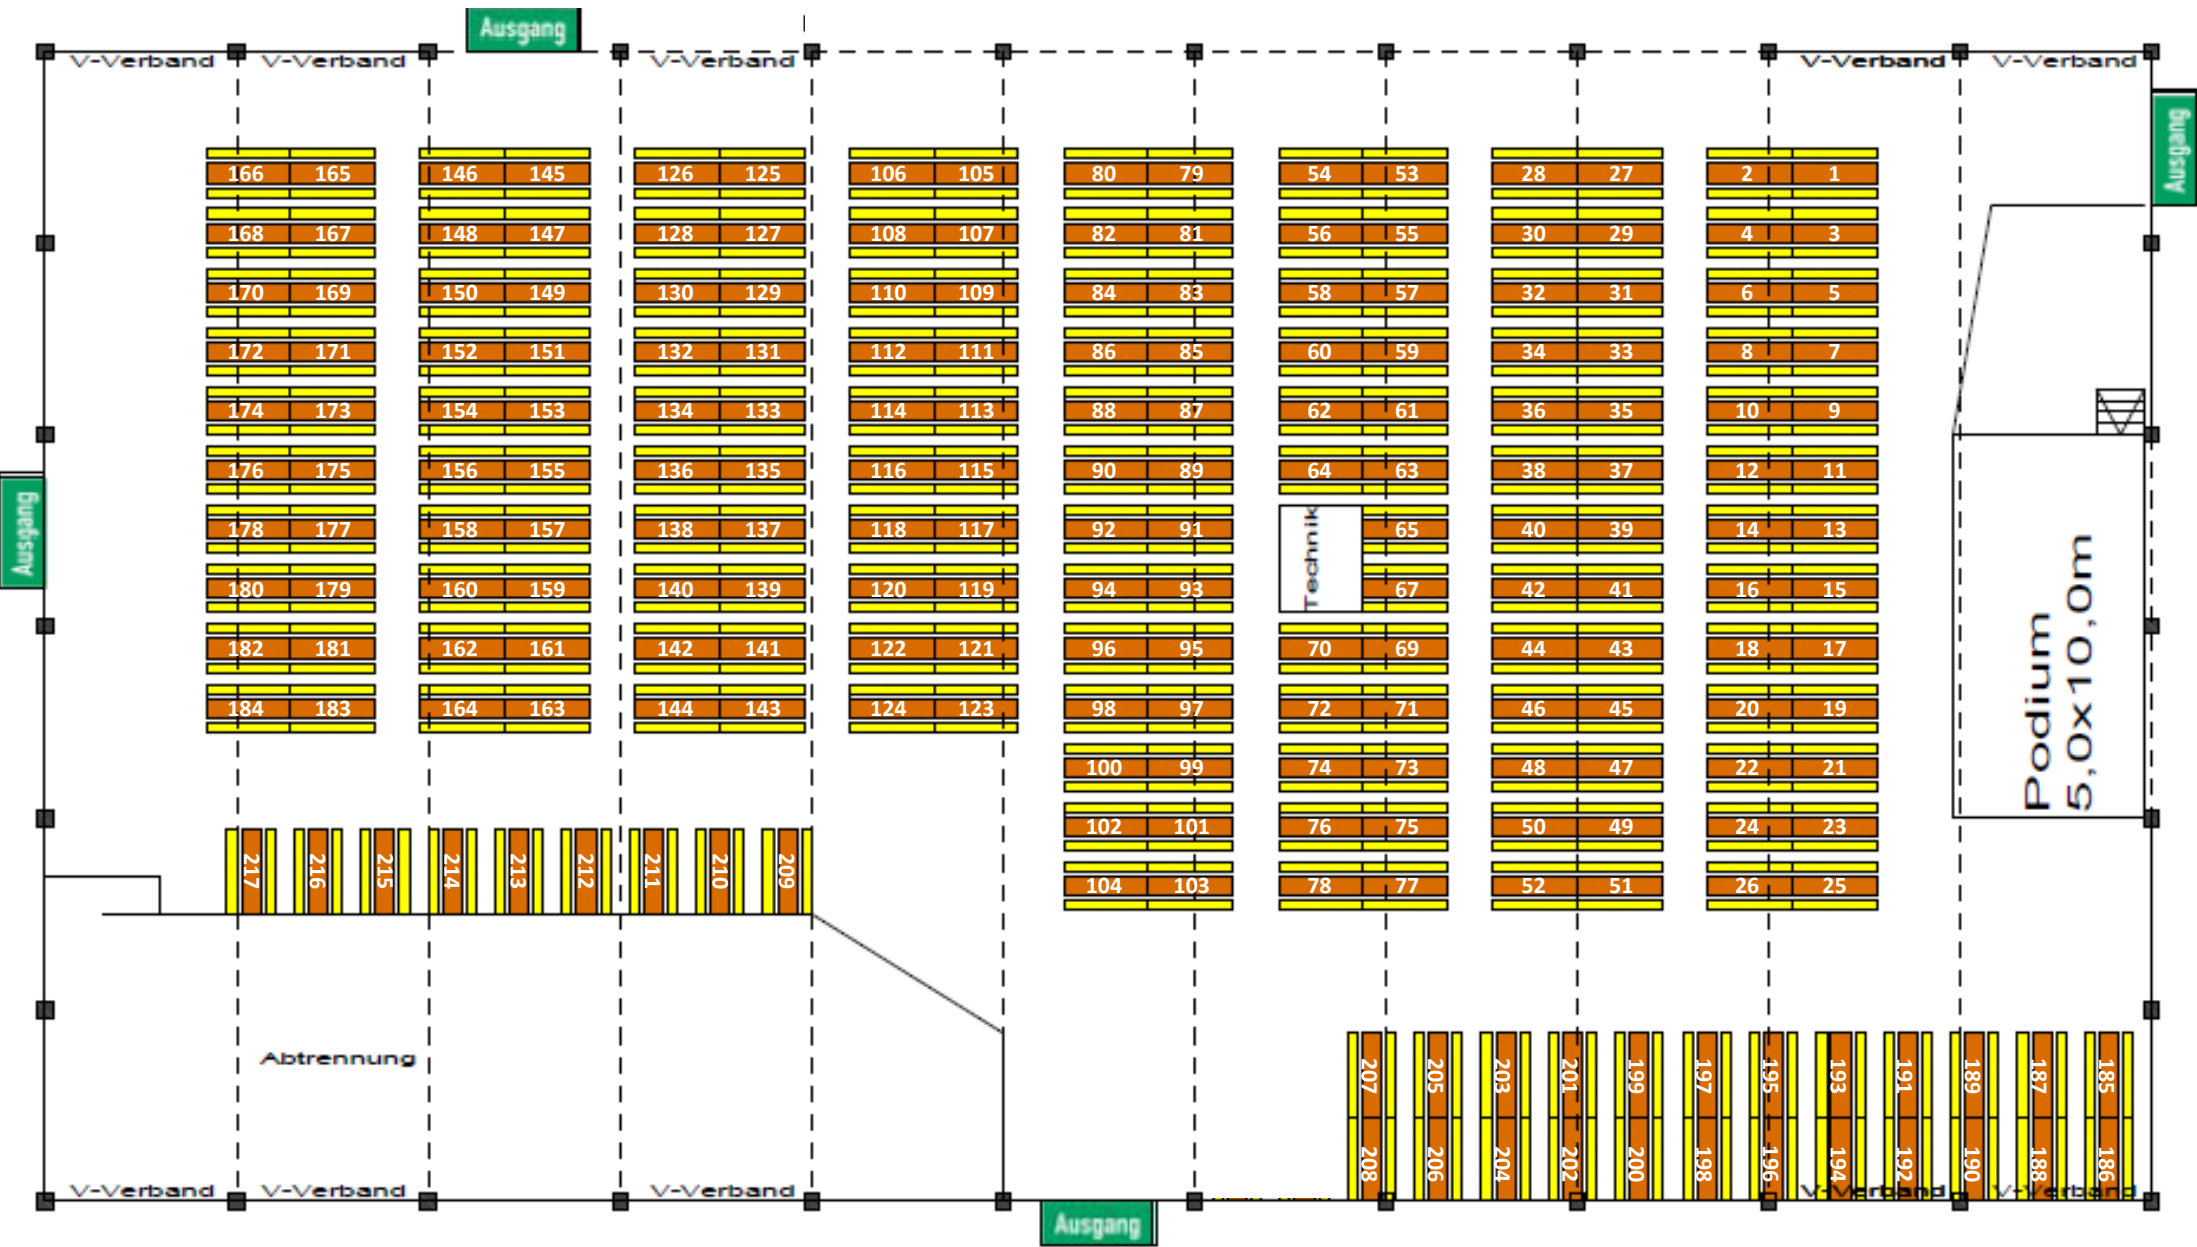 Ausgang
V-Verband V-Verband V-Verband V-Verband V-Verband
Ausgang
166 165 146 145 126 125 106 105 80 79 54 53 28 27 2 1
168 167 148 147 128 127 108 107 82 81 56 55 30 29 4 3
170 169 150 149 130 129 110 109 84 83 58 57 32 31 6 5
172 171 152 151 132 131 112 111 86 85 60 59 34 33 8 7
174 173 154 153 134 133 114 113 88 87 62 61 36 35 10 9
176 175 156 155 136 135 116 115 90 89 64 63 38 37 12 11
Ausgang
178 177 158 157 138 137 118 117 92 91 65 40 39 14 13
Technik
180 179 160 159 140 139 120 119 94 93 67 42 41 16 15
182 181 162 161 142 141 122 121 96 95 70 69 44 43 18 17
184 183 164 163 144 143 124 123 98 97 72 71 46 45 20 19
Podium
5,0x10,0m
100 99 74 73 48 47 22 21
102 101 76 75 50 49 24 23
104 103 78 77 52 51 26 25
217 216 215 214 213 212 211 210 209
Abtrennung
207 205 203 201 199 197 195 193 191 189 187 185
208 206 204 202 200 198 196 194 192 190 188 186
V-Verband V-Verband V-Verband V-Verband V-Verband
Ausgang